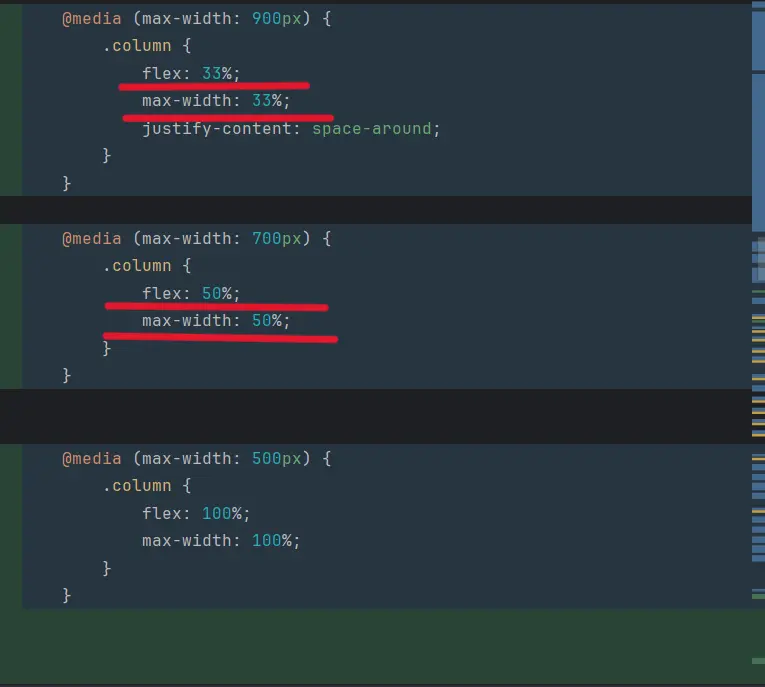 @media (max-width: 900px) {
.column {
flex: 33%;
max-width: 33%;
justify-content: space-around;
}
}
@media (max-width: 700px) {
.column {
flex: 50%;
max-width: 50%;
}
}
@media (max-width: 500px) {
.column {
flex: 100%;
max-width: 100%;
}
}